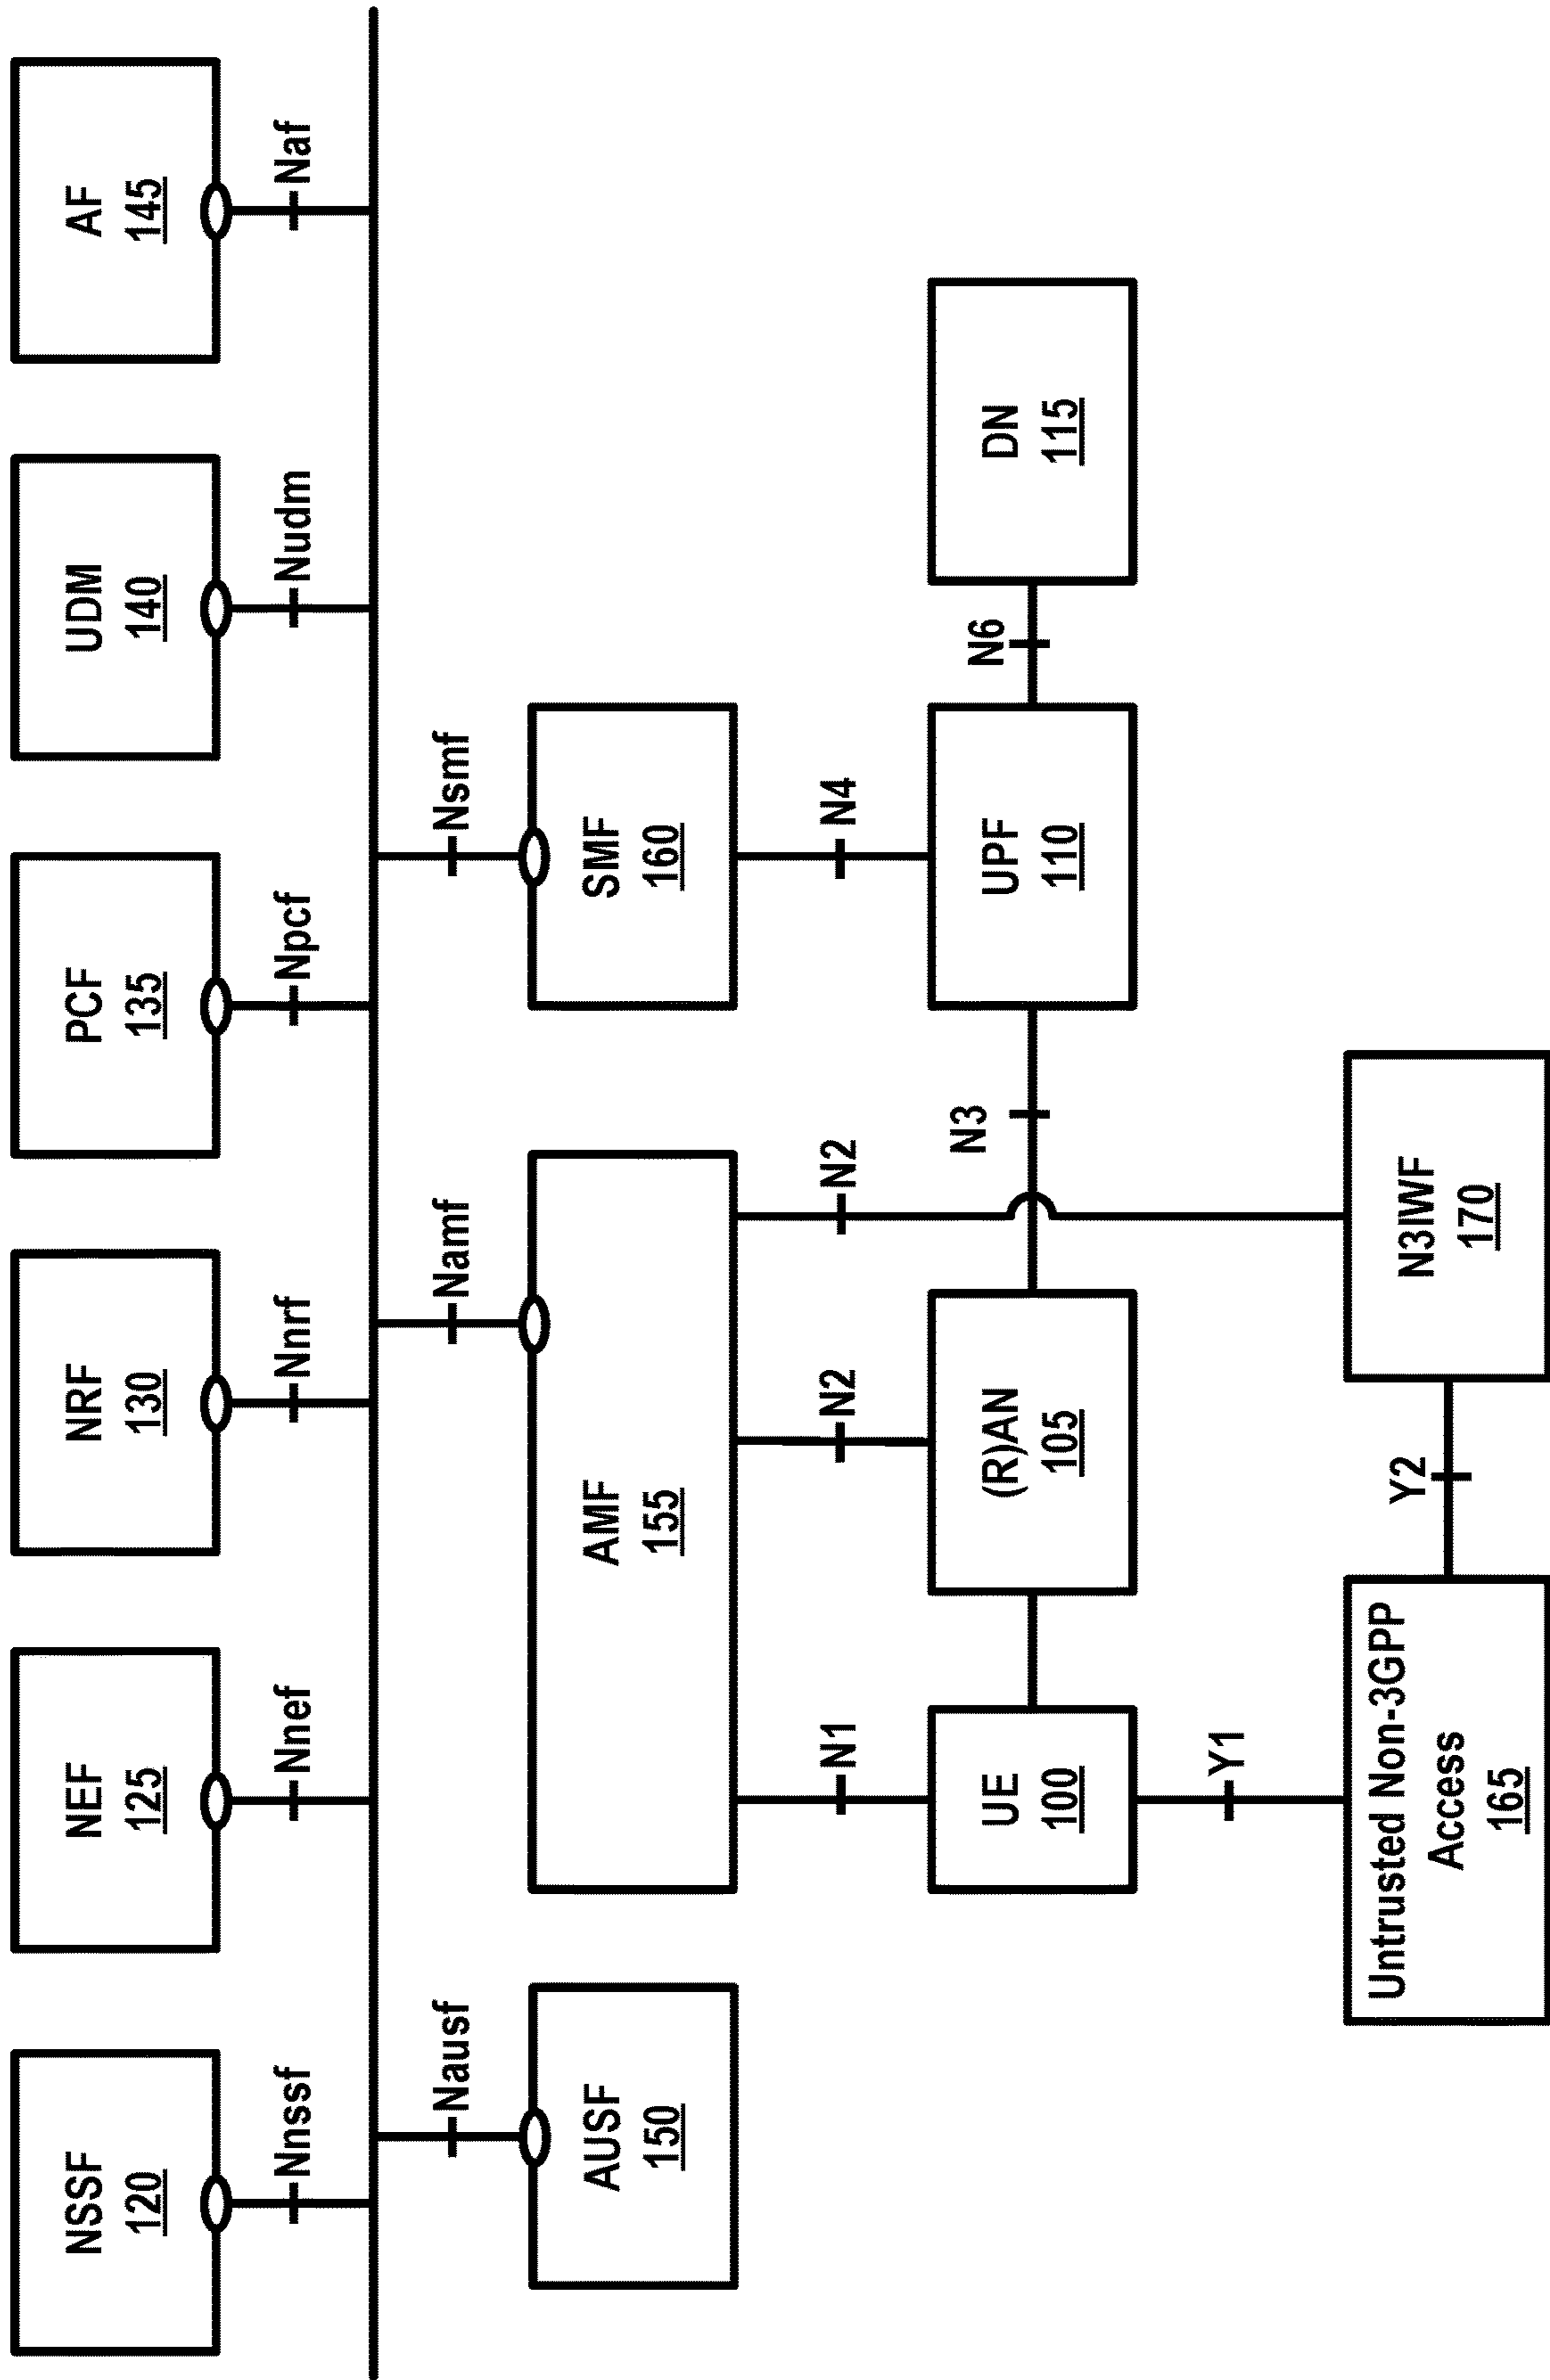 NSSF
120
NEF
125
NRF
130
PCF
135
UDM
140
AF
145
Nnssf
Nnef
Nnrf
Npcf
Nudm
Naf
Nausf
Namf
Nsmf
AUSF
150
AMF
155
SMF
160
N1
N2
N2
N4
UE
100
(R)AN
105
N3
UPF
110
N6
DN
115
Y1
Untrusted Non-3GPP
Access
165
Y2
N3IWF
170